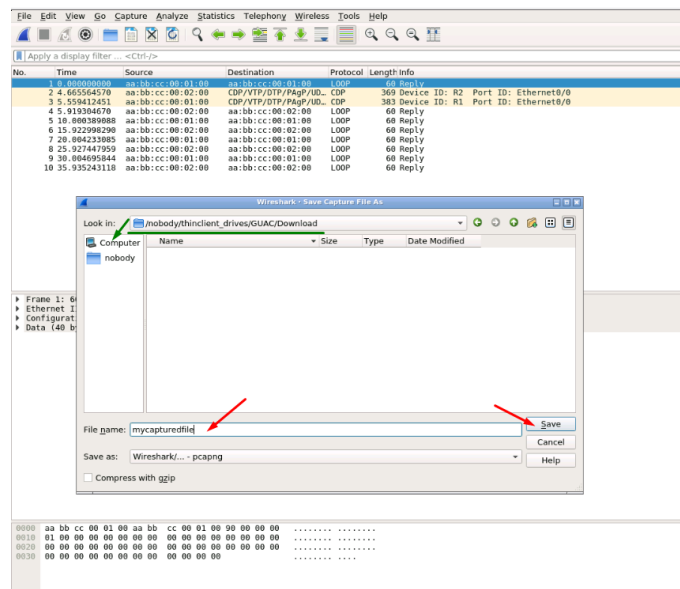 File Edit View Go Capture Analyze Statistics Telephony Wireless Tools Help
Apply a display filter ... <Ctrl-/>
No. Time Source Destination Protocol Length Info
1 0.000000000 aa:bb:cc:00:01:00 aa:bb:cc:00:01:00 LOOP 60 Reply
2 4.665564570 aa:bb:cc:00:02:00 CDP/VTP/DTP/PAgP/UD… CDP 369 Device ID: R2 Port ID: Ethernet0/0
3 5.559412451 aa:bb:cc:00:01:00 CDP/VTP/DTP/PAgP/UD… CDP 383 Device ID: R1 Port ID: Ethernet0/0
4 5.919304670 aa:bb:cc:00:02:00 aa:bb:cc:00:02:00 LOOP 60 Reply
5 10.000389088 aa:bb:cc:00:01:00 aa:bb:cc:00:01:00 LOOP 60 Reply
6 15.922998290 aa:bb:cc:00:02:00 aa:bb:cc:00:02:00 LOOP 60 Reply
7 20.004233085 aa:bb:cc:00:01:00 aa:bb:cc:00:01:00 LOOP 60 Reply
8 25.927447959 aa:bb:cc:00:02:00 aa:bb:cc:00:02:00 LOOP 60 Reply
9 30.004695844 aa:bb:cc:00:01:00 aa:bb:cc:00:01:00 LOOP 60 Reply
10 35.935243118 aa:bb:cc:00:02:00 aa:bb:cc:00:02:00 LOOP 60 Reply
Wireshark · Save Capture File As
Look in: /nobody/thinclient_drives/GUAC/Download
Computer Name Size Type Date Modified
nobody
Frame 1: 6
Ethernet I
Configurat
Data (40 b
File name: mycapturedfile Save
Cancel
Save as: Wireshark/... - pcapng Help
Compress with gzip
0000 aa bb cc 00 01 00 aa bb cc 00 01 00 90 00 00 00 ........ ........
0010 01 00 00 00 00 00 00 00 00 00 00 00 00 00 00 00 ........ ........
0020 00 00 00 00 00 00 00 00 00 00 00 00 00 00 00 00 ........ ........
0030 00 00 00 00 00 00 00 00 00 00 00 00 ........ ....